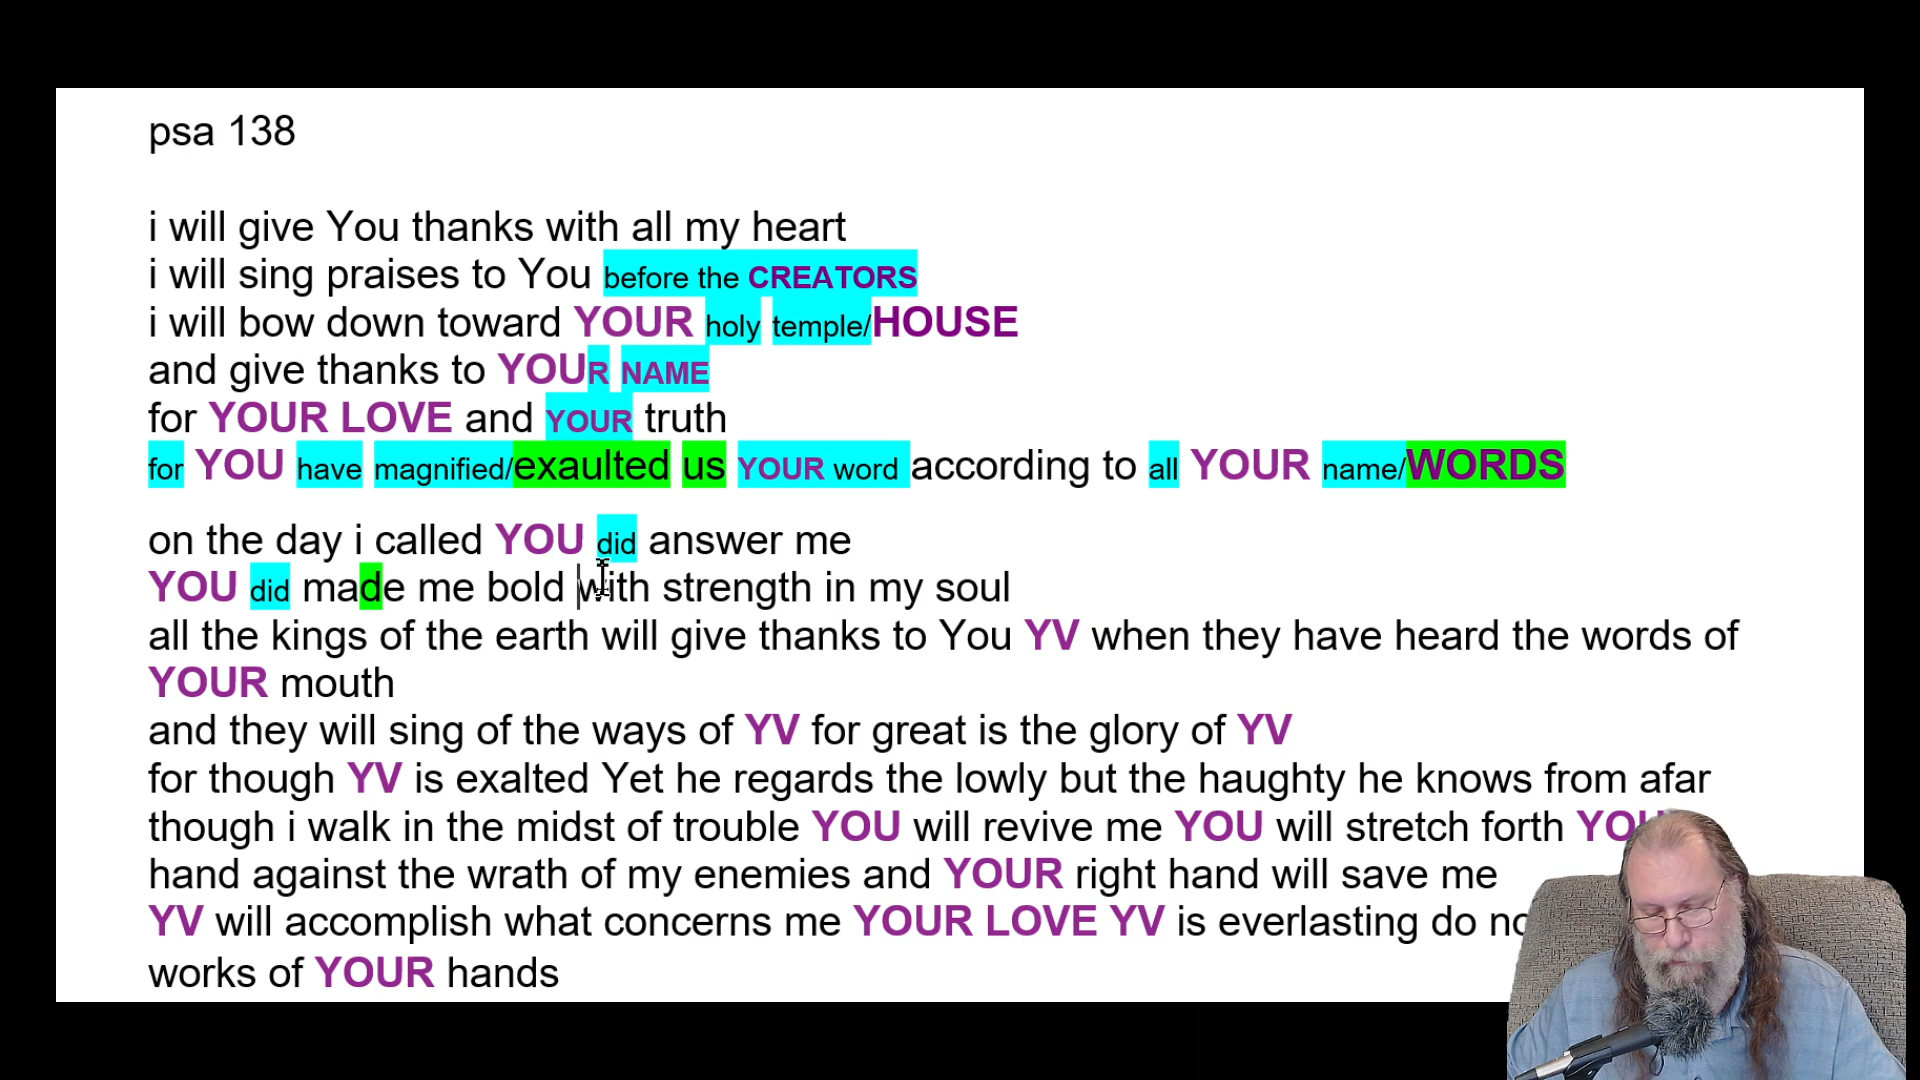 psa 138
i will give You thanks with all my heart
i will sing praises to You before the CREATORS
i will bow down toward YOUR holy temple/HOUSE
and give thanks to YOUR NAME
for YOUR LOVE and YOUR truth
for YOU have magnified/exaulted us YOUR word according to all YOUR name/WORDS
on the day i called YOU did answer me
YOU did made me bold with strength in my soul
all the kings of the earth will give thanks to You YV when they have heard the words of
YOUR mouth
and they will sing of the ways of YV for great is the glory of YV
for though YV is exalted Yet he regards the lowly but the haughty he knows from afar
though i walk in the midst of trouble YOU will revive me YOU will stretch forth
hand against the wrath of my enemies and YOUR right hand will save me
YV will accomplish what concerns me YOUR LOVE YV is everlasting do
works of YOUR hands